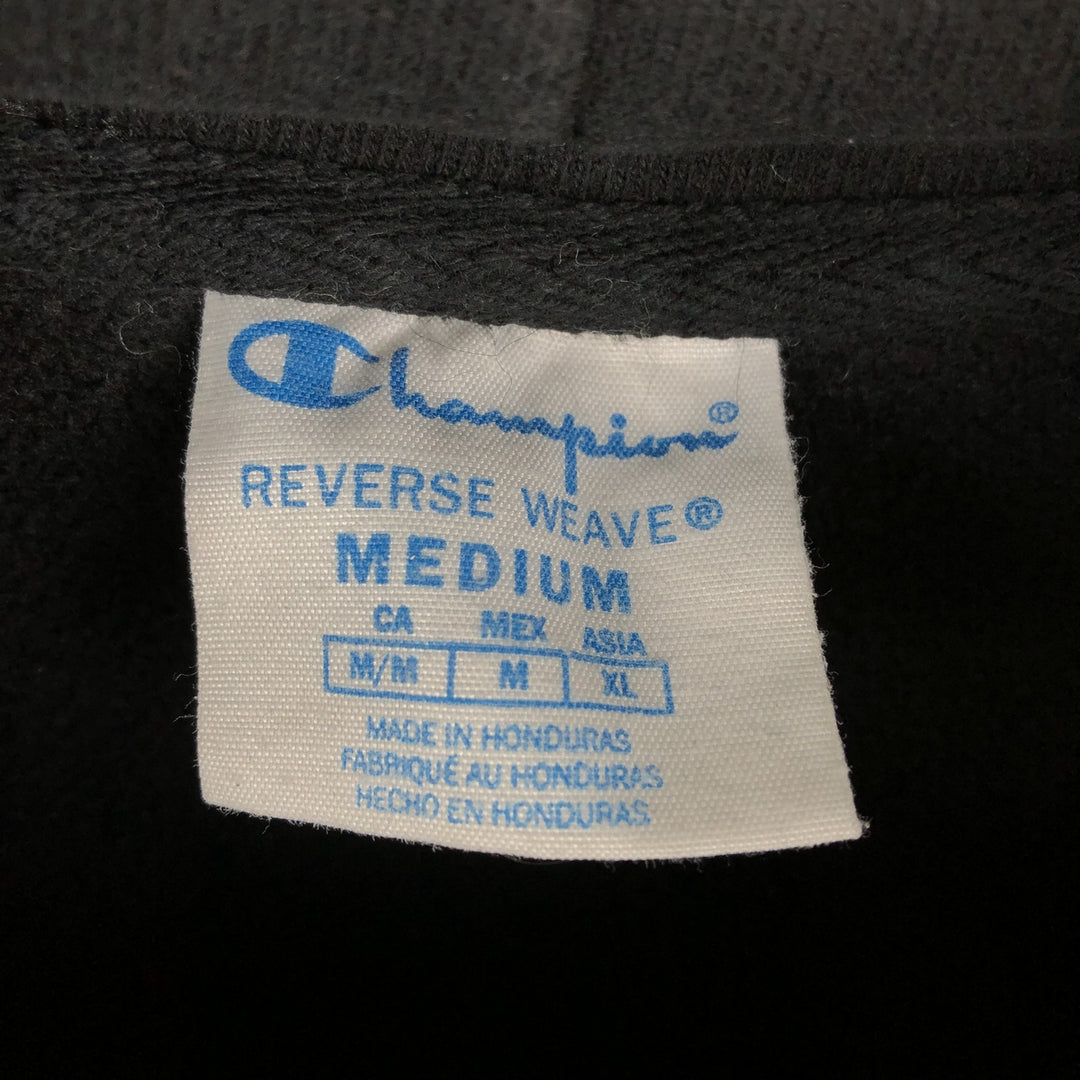 Champion®
REVERSE WEAVE®
MEDIUM
CA MEX ASIA
M/M M XL
MADE IN HONDURAS
FABRIQUÉ AU HONDURAS
HECHO EN HONDURAS